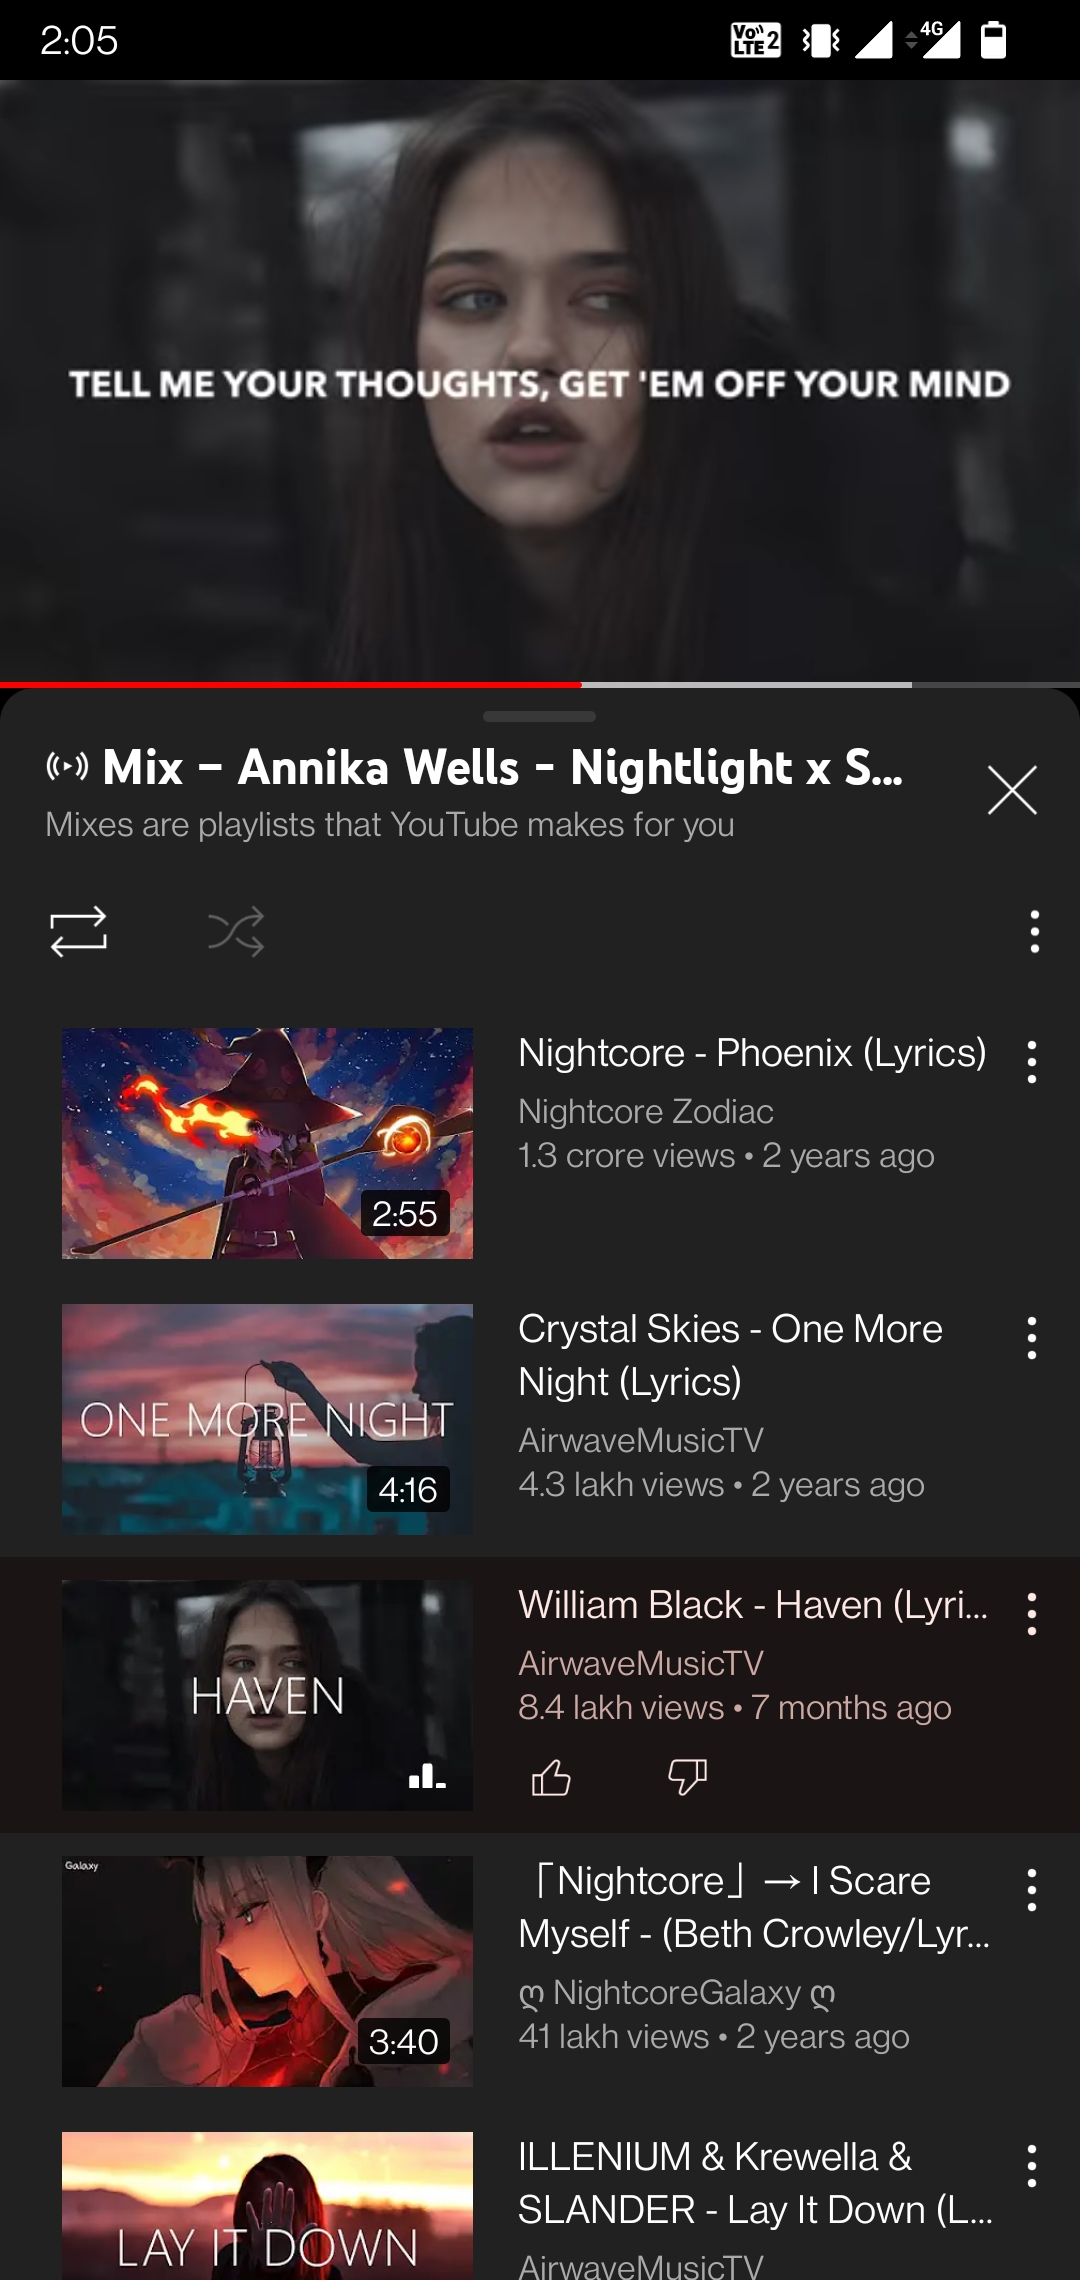 2:05
Vo)) LTE 2
4G
TELL ME YOUR THOUGHTS, GET 'EM OFF YOUR MIND
Mix – Annika Wells - Nightlight x S...
Mixes are playlists that YouTube makes for you
2:55
Nightcore - Phoenix (Lyrics)
Nightcore Zodiac
1.3 crore views • 2 years ago
ONE MORE NIGHT
4:16
Crystal Skies - One More
Night (Lyrics)
AirwaveMusicTV
4.3 lakh views • 2 years ago
HAVEN
William Black - Haven (Lyri...
AirwaveMusicTV
8.4 lakh views • 7 months ago
Galaxy
3:40
「Nightcore」→ I Scare
Myself - (Beth Crowley/Lyr...
ღ NightcoreGalaxy ღ
41 lakh views • 2 years ago
LAY IT DOWN
ILLENIUM & Krewella &
SLANDER - Lay It Down (L...
AirwaveMusicTV